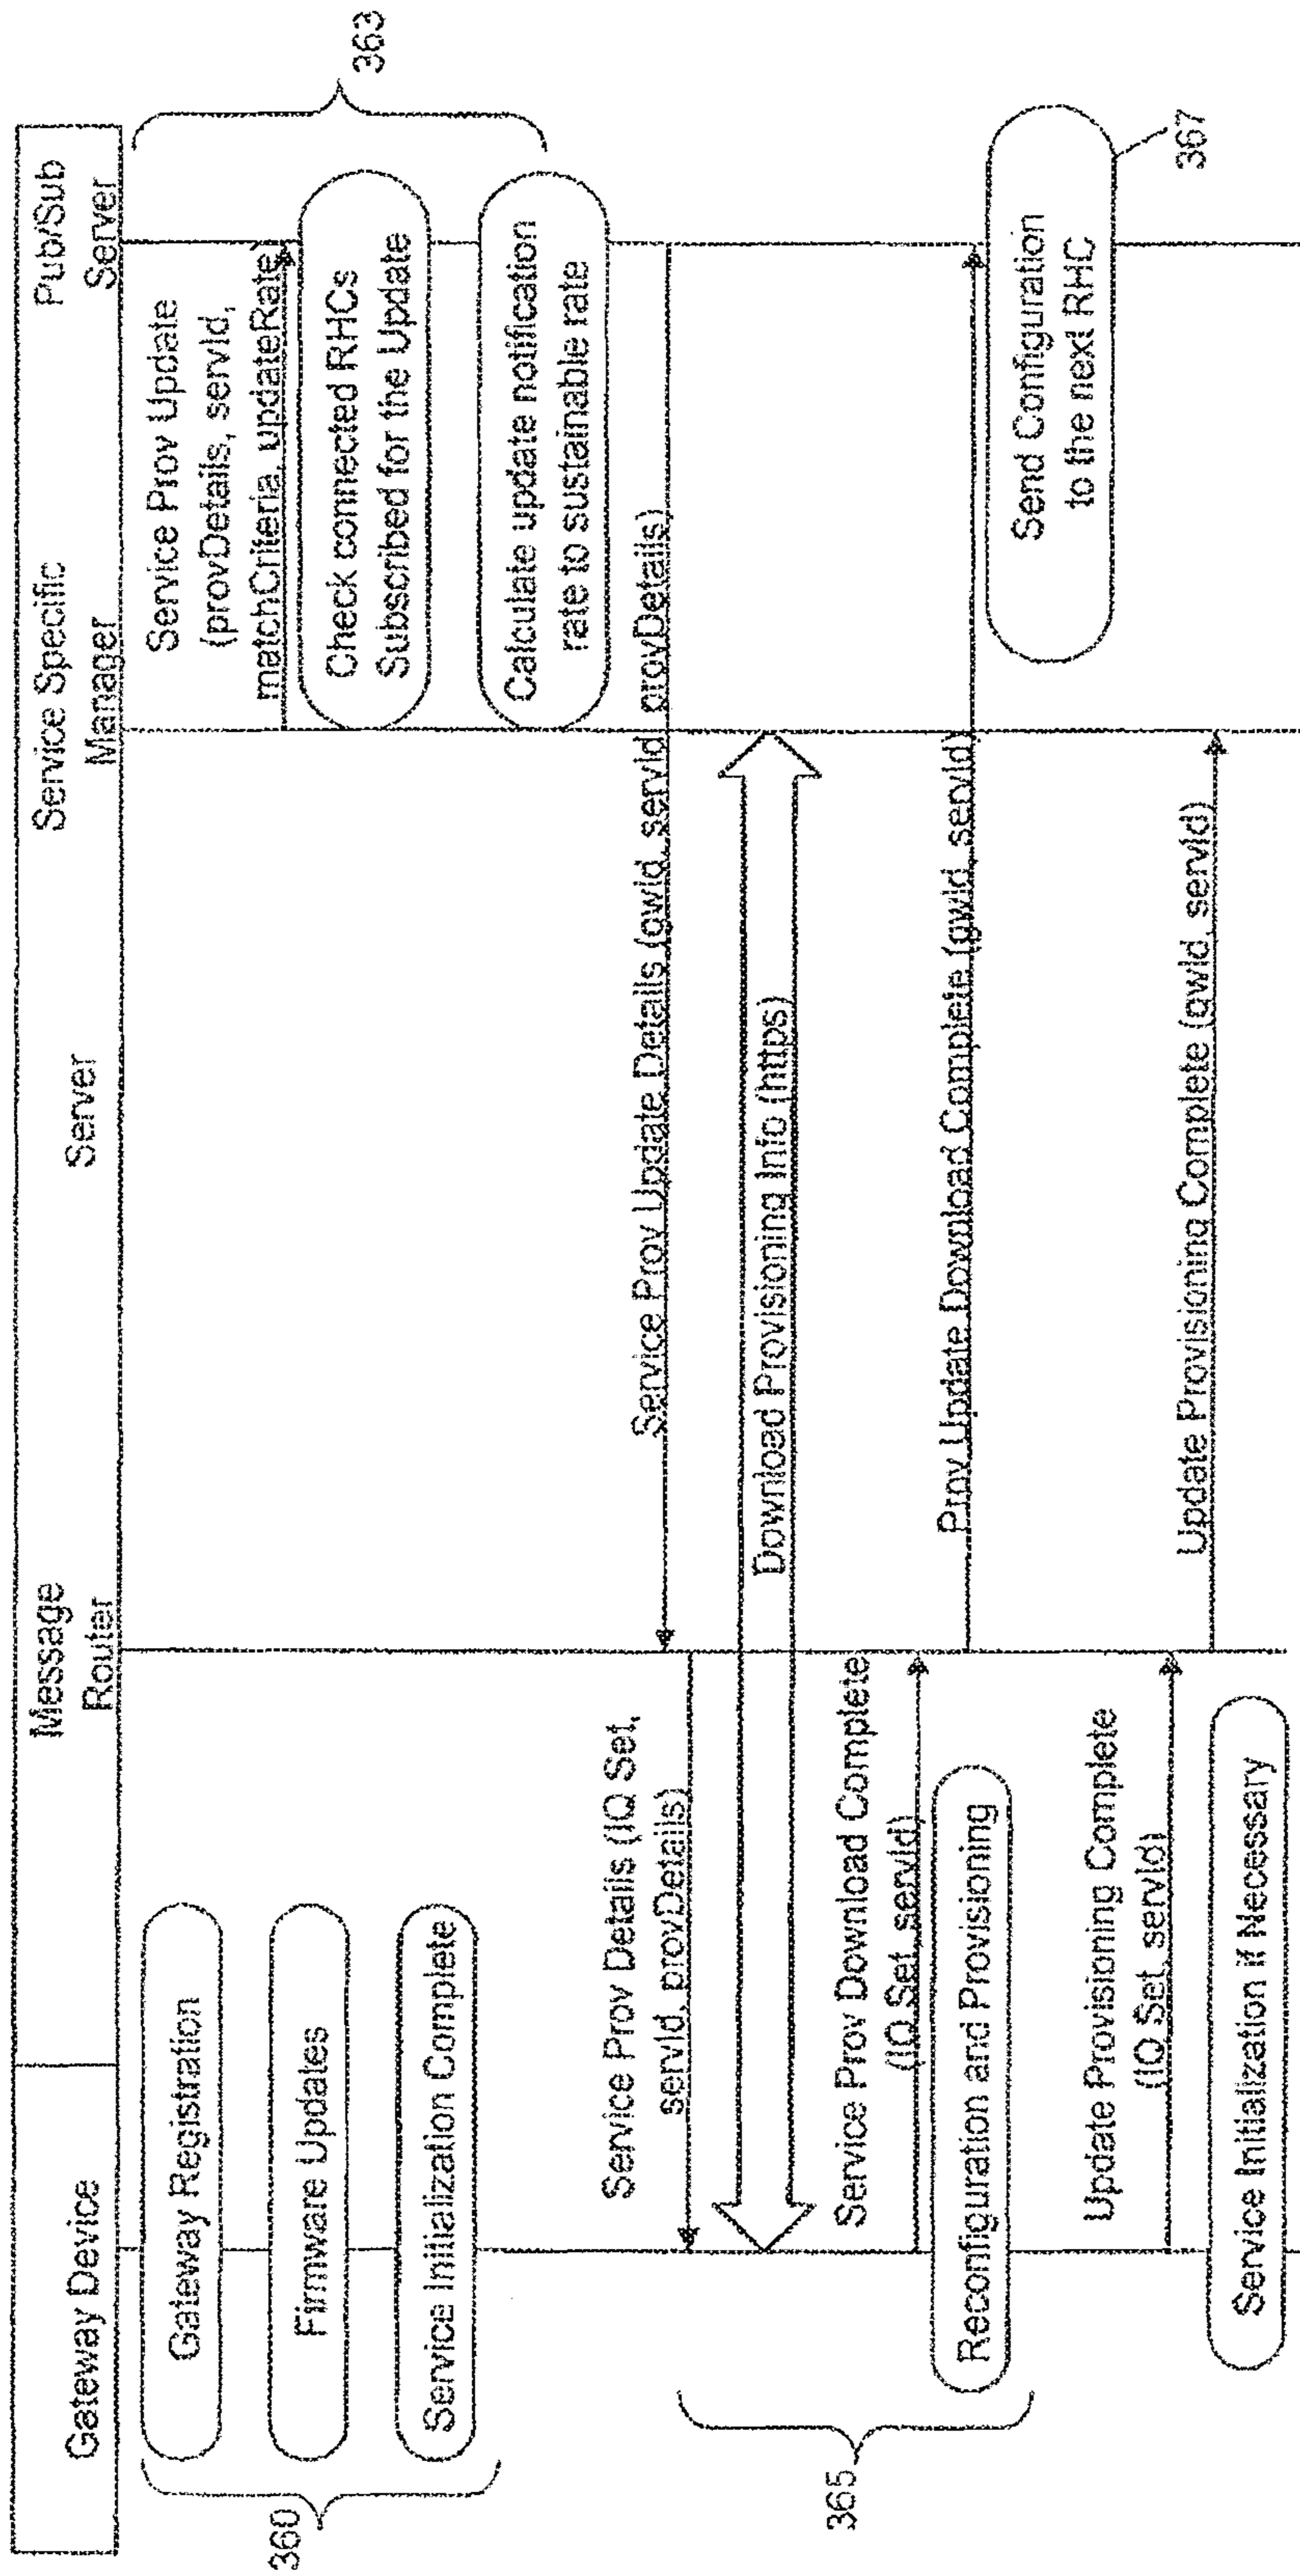 Gateway Device
Message
Router
Server
Service Specific
Manager
Pub/Sub
Server
Gateway Registration
Firmware Updates
Service Initialization Complete
360
Service Prov Update
(provDetails, servId,
matchCriteria, updateRate
Check connected RHCs
Subscribed for the Update
Calculate update notification
rate to sustainable rate
363
Service Prov Update Details (gwId, servId, provDetails)
Service Prov Details (IQ Set,
servId, provDetails)
Download Provisioning Info (https)
Service Prov Download Complete
(IQ Set, servId)
Reconfiguration and Provisioning
365
Prov Update Download Complete (gwId, servId)
Send Configuration
to the next RHC
367
Update Provisioning Complete
(IQ Set, servId)
Update Provisioning Complete (gwId, servId)
Service Initialization if Necessary